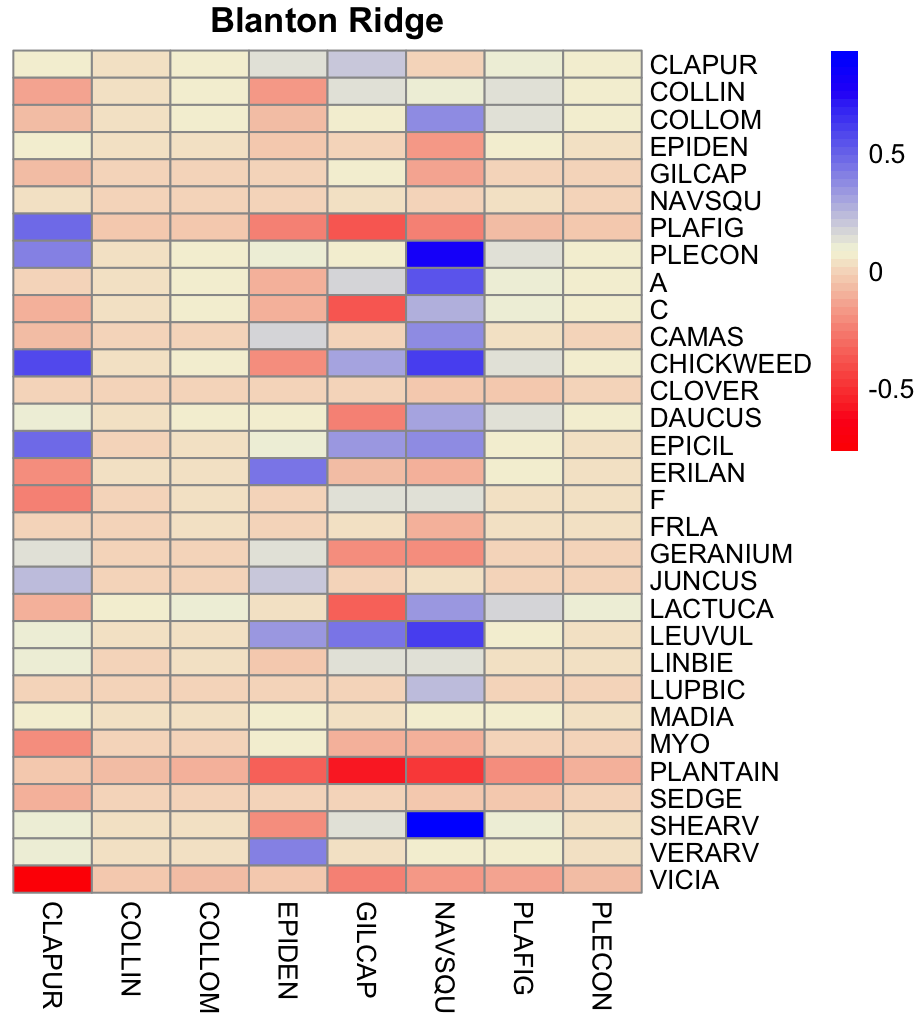 Blanton Ridge
CLAPUR
COLLIN
COLLOM
EPIDEN
GILCAP
NAVSQU
PLAFIG
PLECON
A
C
CAMAS
CHICKWEED
CLOVER
DAUCUS
EPICIL
ERILAN
F
FRLA
GERANIUM
JUNCUS
LACTUCA
LEUVUL
LINBIE
LUPBIC
MADIA
MYO
PLANTAIN
SEDGE
SHEARV
VERARV
VICIA
0.5
0
-0.5
CLAPUR
COLLIN
COLLOM
EPIDEN
GILCAP
NAVSQU
PLAFIG
PLECON